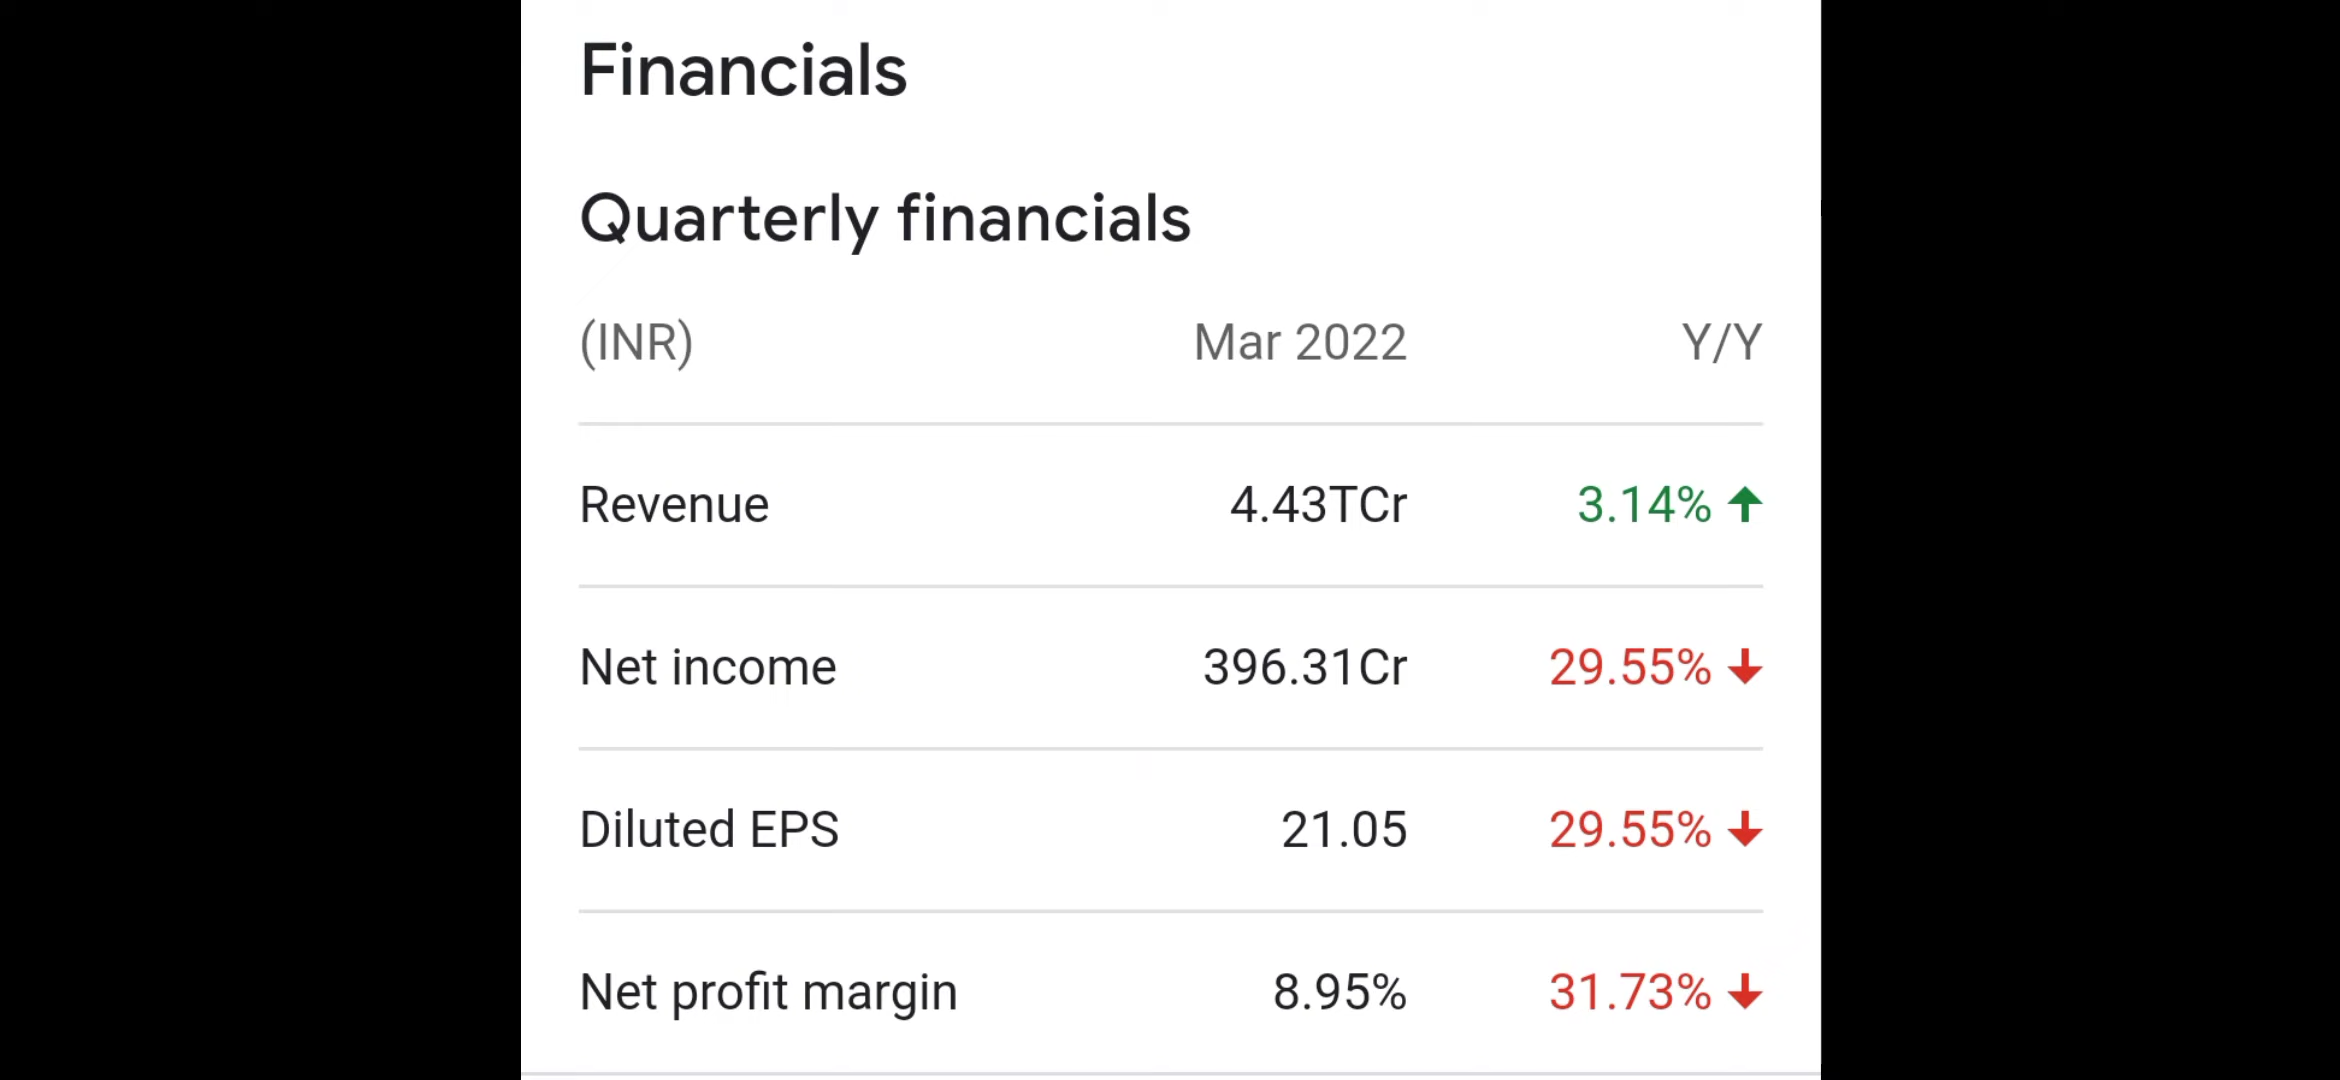 Financials
Quarterly financials
(INR) Mar 2022 Y/Y
Revenue 4.43TCr 3.14% ↑
Net income 396.31Cr 29.55% ↓
Diluted EPS 21.05 29.55% ↓
Net profit margin 8.95% 31.73% ↓